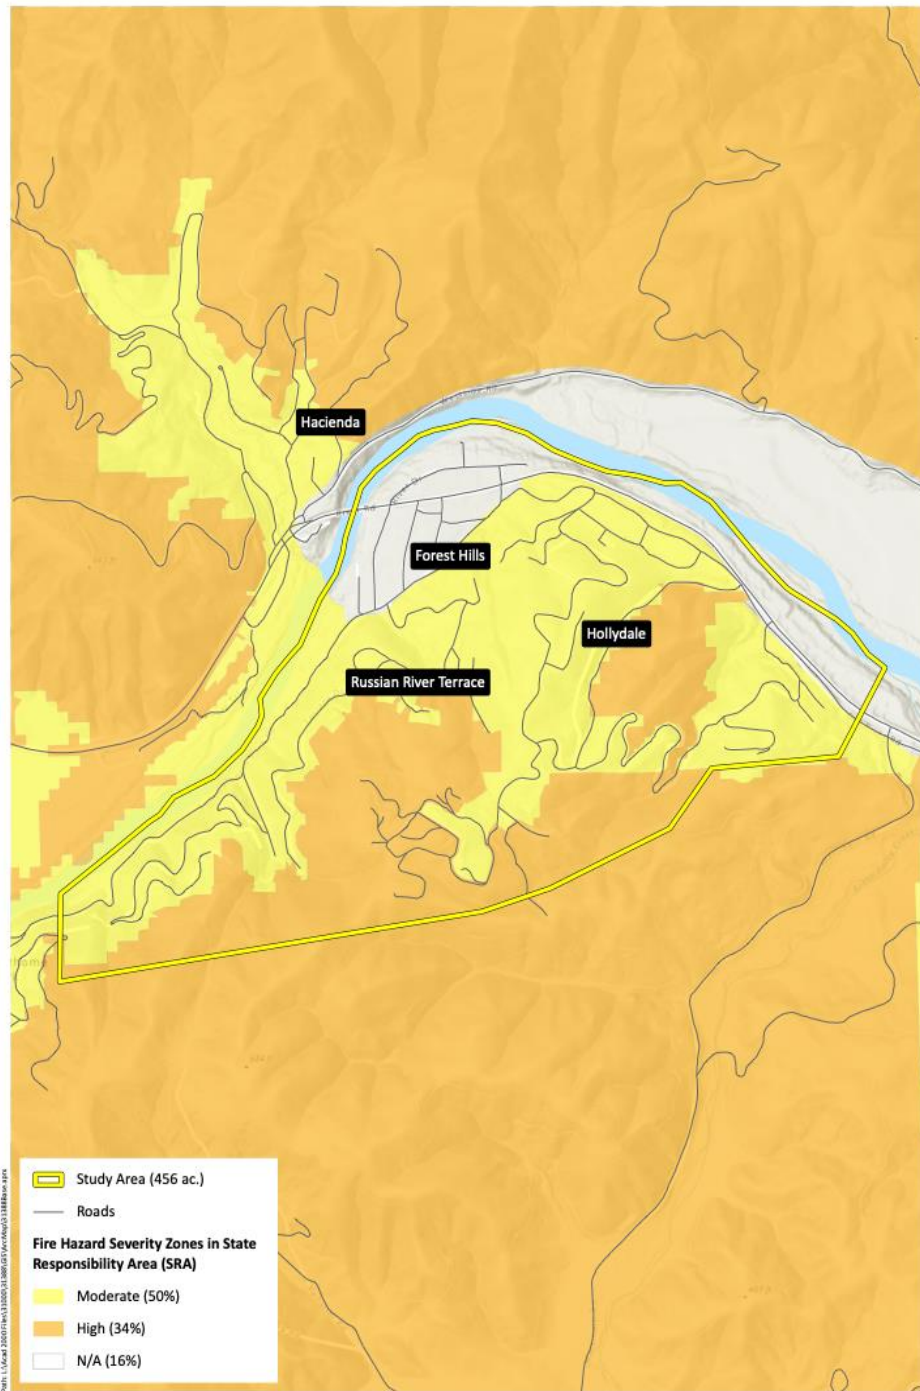 Hacienda
Forest Hills
Hollydale
Russian River Terrace
Study Area (456 ac.)
Roads
Fire Hazard Severity Zones in State
Responsibility Area (SRA)
Moderate (50%)
High (34%)
N/A (16%)